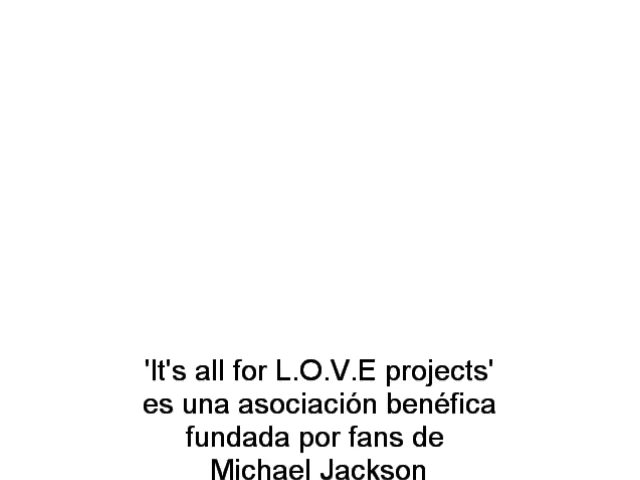 'It's all for L.O.V.E projects'
es una asociación benéfica
fundada por fans de
Michael Jackson